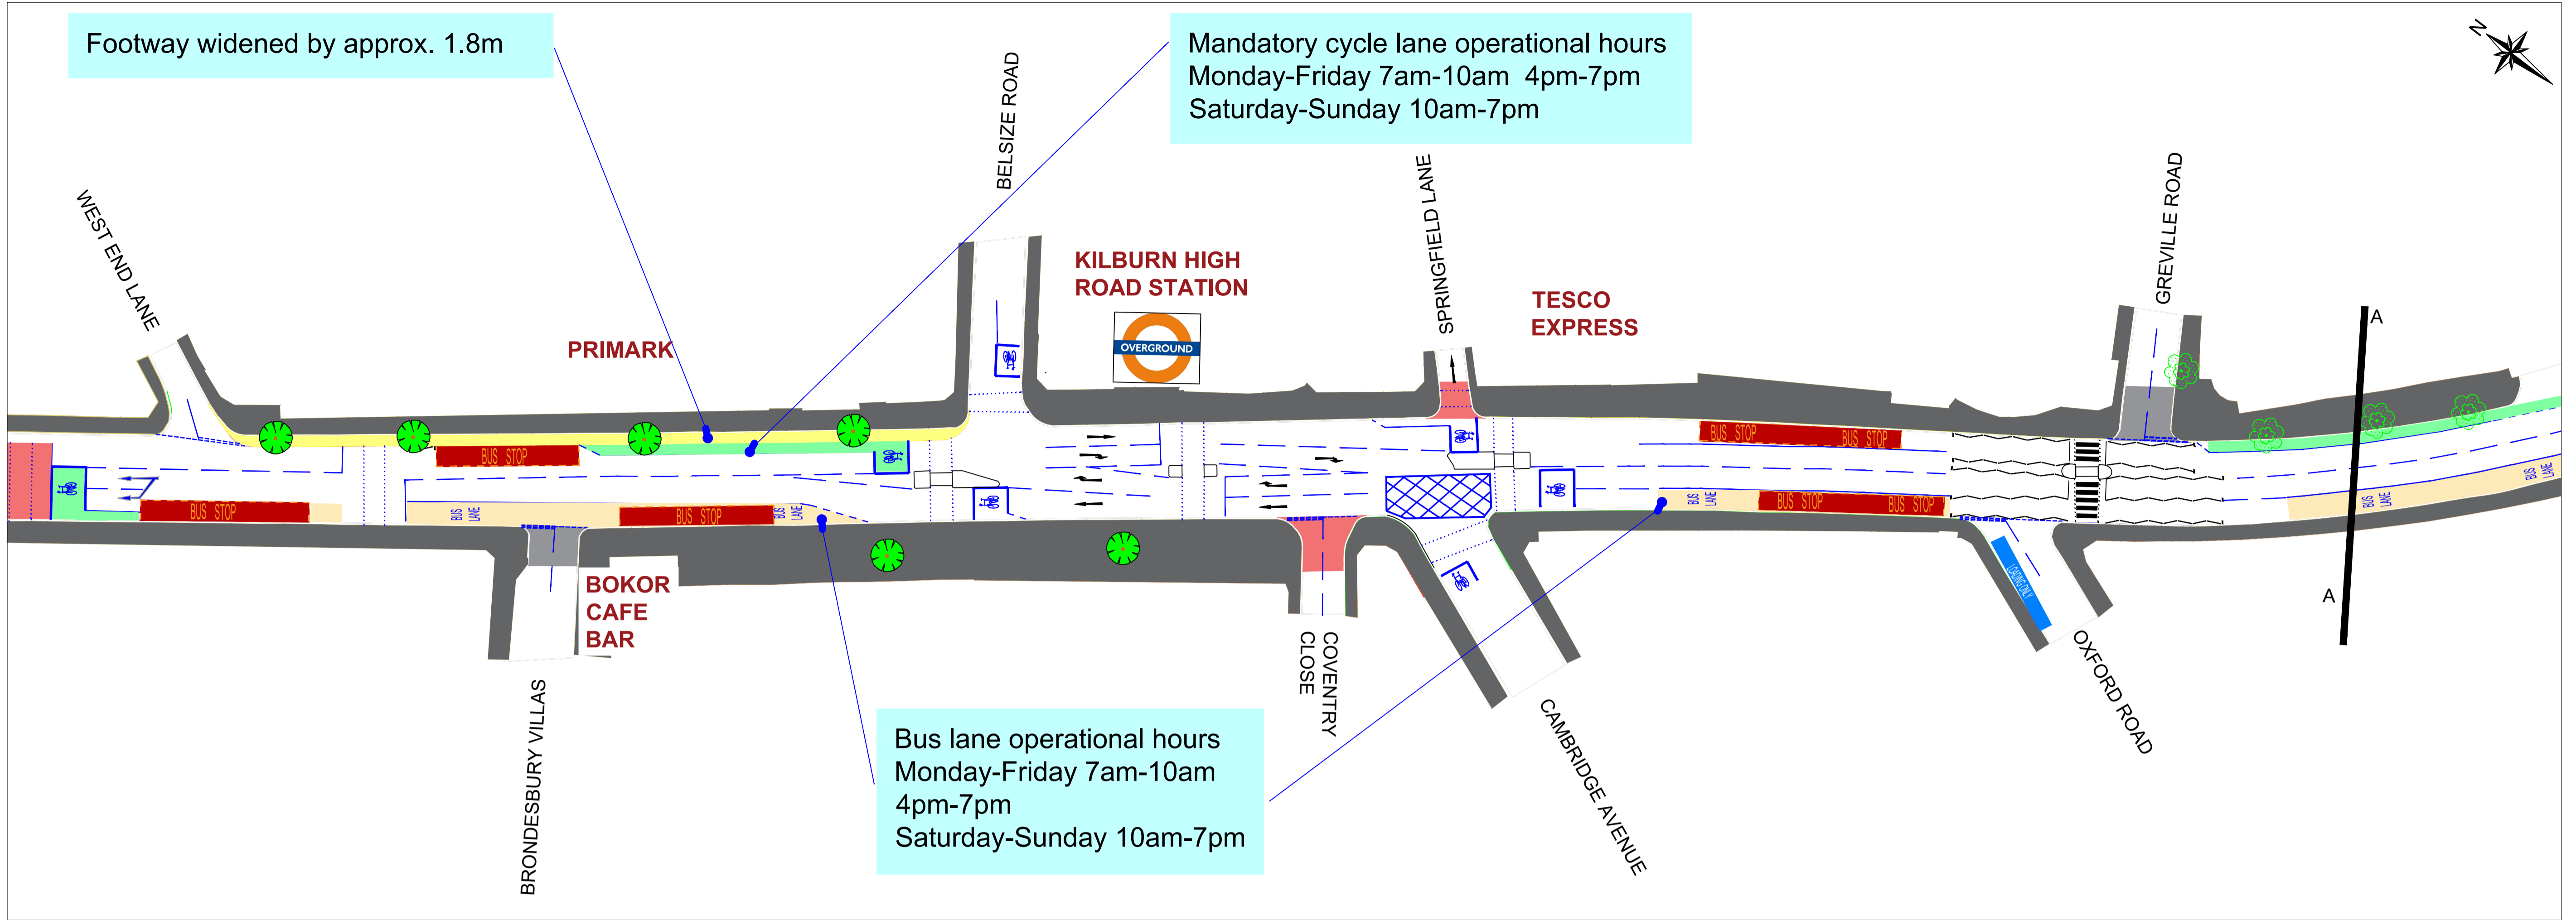 Footway widened by approx. 1.8m
Mandatory cycle lane operational hours
Monday-Friday 7am-10am 4pm-7pm
Saturday-Sunday 10am-7pm
N
WEST END LANE
BELSIZE ROAD
SPRINGFIELD LANE
GREVILLE ROAD
KILBURN HIGH
ROAD STATION
OVERGROUND
TESCO
EXPRESS
PRIMARK
A
BUS STOP
BUS STOP
BUS STOP
BUS STOP
BUS LANE
BUS STOP
BUS LANE
BUS LANE
BUS STOP
BUS STOP
BUS LANE
BUS LANE
LOADING ONLY
A
BOKOR
CAFE
BAR
BRONDESBURY VILLAS
COVENTRY
CLOSE
CAMBRIDGE AVENUE
OXFORD ROAD
Bus lane operational hours
Monday-Friday 7am-10am
4pm-7pm
Saturday-Sunday 10am-7pm